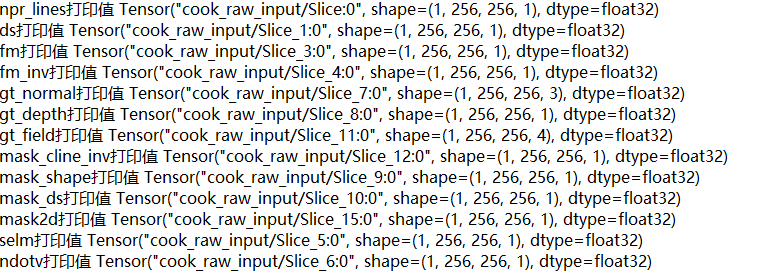 npr_lines打印值 Tensor("cook_raw_input/Slice:0", shape=(1, 256, 256, 1), dtype=float32)
ds打印值 Tensor("cook_raw_input/Slice_1:0", shape=(1, 256, 256, 1), dtype=float32)
fm打印值 Tensor("cook_raw_input/Slice_3:0", shape=(1, 256, 256, 1), dtype=float32)
fm_inv打印值 Tensor("cook_raw_input/Slice_4:0", shape=(1, 256, 256, 1), dtype=float32)
gt_normal打印值 Tensor("cook_raw_input/Slice_7:0", shape=(1, 256, 256, 3), dtype=float32)
gt_depth打印值 Tensor("cook_raw_input/Slice_8:0", shape=(1, 256, 256, 1), dtype=float32)
gt_field打印值 Tensor("cook_raw_input/Slice_11:0", shape=(1, 256, 256, 4), dtype=float32)
mask_cline_inv打印值 Tensor("cook_raw_input/Slice_12:0", shape=(1, 256, 256, 1), dtype=float32)
mask_shape打印值 Tensor("cook_raw_input/Slice_9:0", shape=(1, 256, 256, 1), dtype=float32)
mask_ds打印值 Tensor("cook_raw_input/Slice_10:0", shape=(1, 256, 256, 1), dtype=float32)
mask2d打印值 Tensor("cook_raw_input/Slice_15:0", shape=(1, 256, 256, 1), dtype=float32)
selm打印值 Tensor("cook_raw_input/Slice_5:0", shape=(1, 256, 256, 1), dtype=float32)
ndotv打印值 Tensor("cook_raw_input/Slice_6:0", shape=(1, 256, 256, 1), dtype=float32)